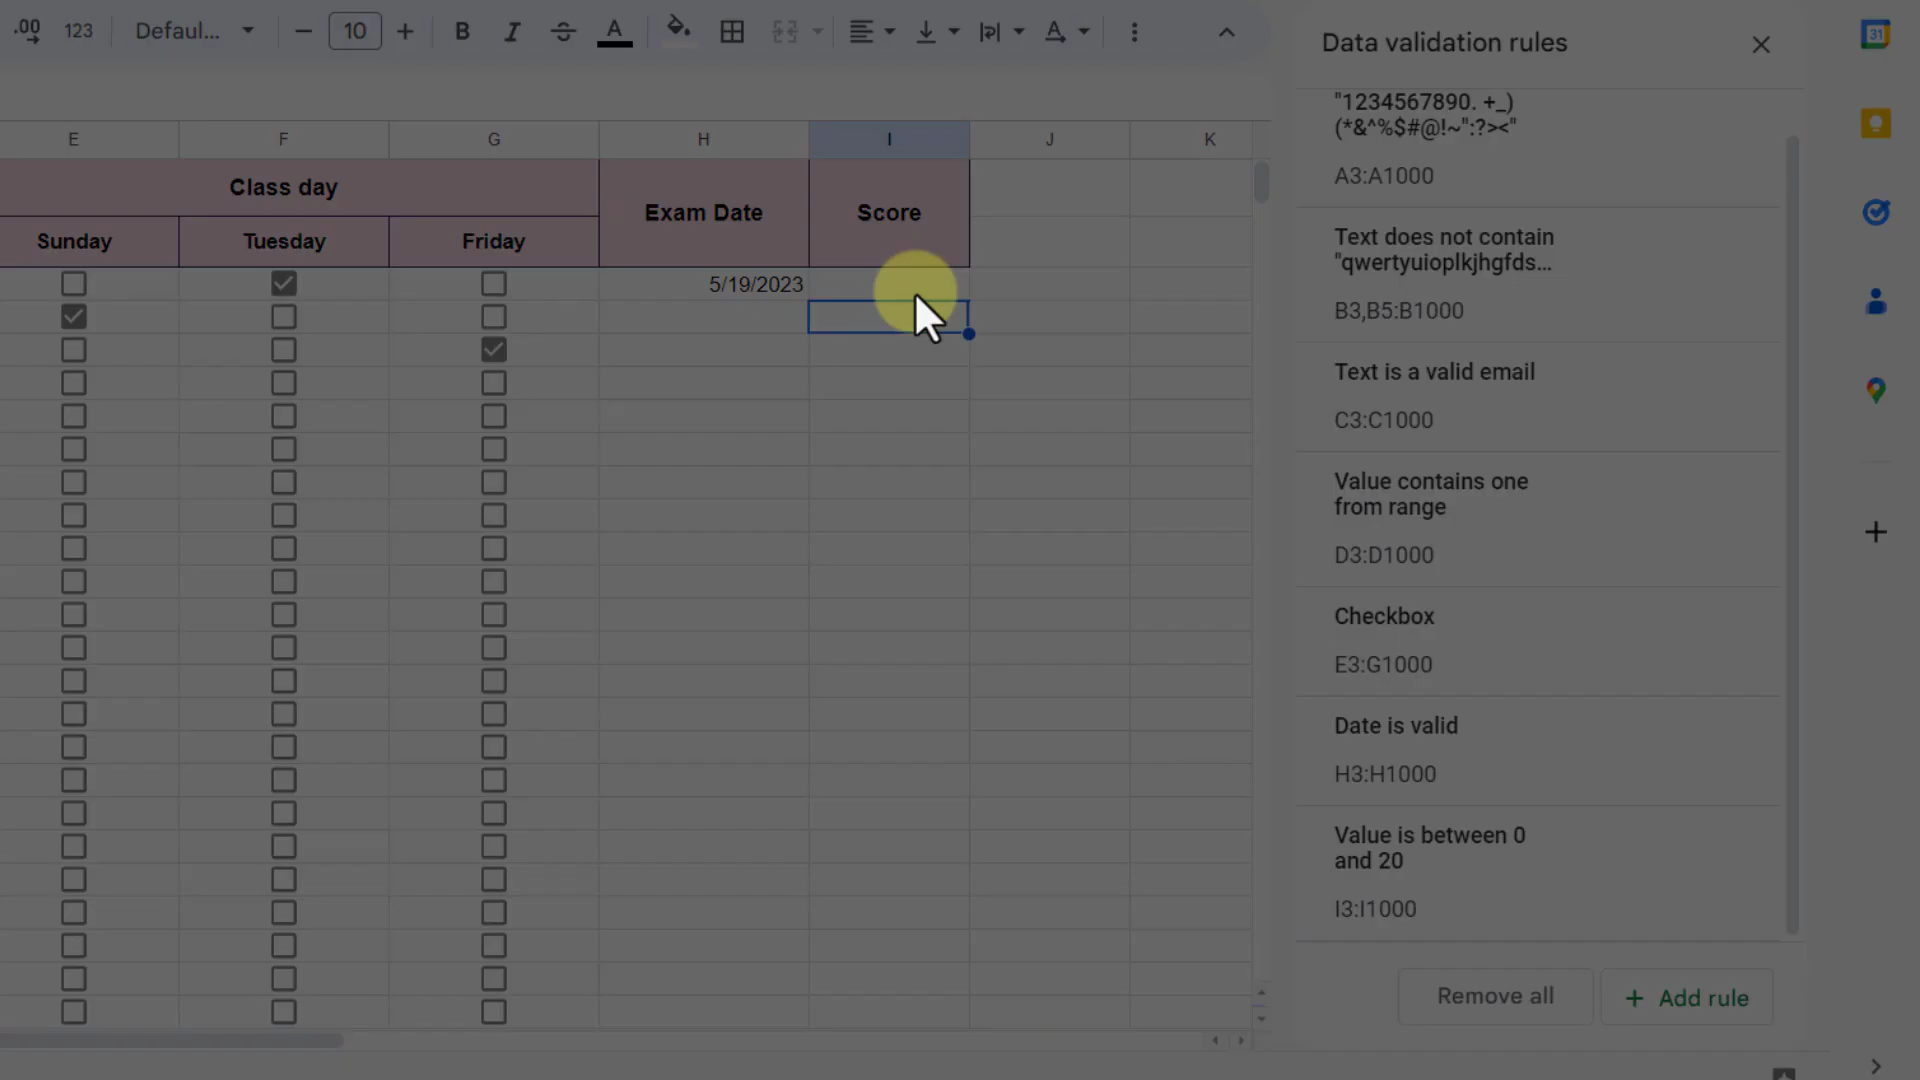 .00
123
Defaul...
10
B
I
A
A
Data validation rules
31
"1234567890. +_)
(*&^%$#@!~":?><"
A3:A1000
E
F
G
H
I
J
K
Class day
Exam Date
Score
Sunday
Tuesday
Friday
5/19/2023
Text does not contain
"qwertyuioplkjhgfds...
B3,B5:B1000
Text is a valid email
C3:C1000
Value contains one
from range
D3:D1000
Checkbox
E3:G1000
Date is valid
H3:H1000
Value is between 0
and 20
I3:I1000
Remove all
+ Add rule